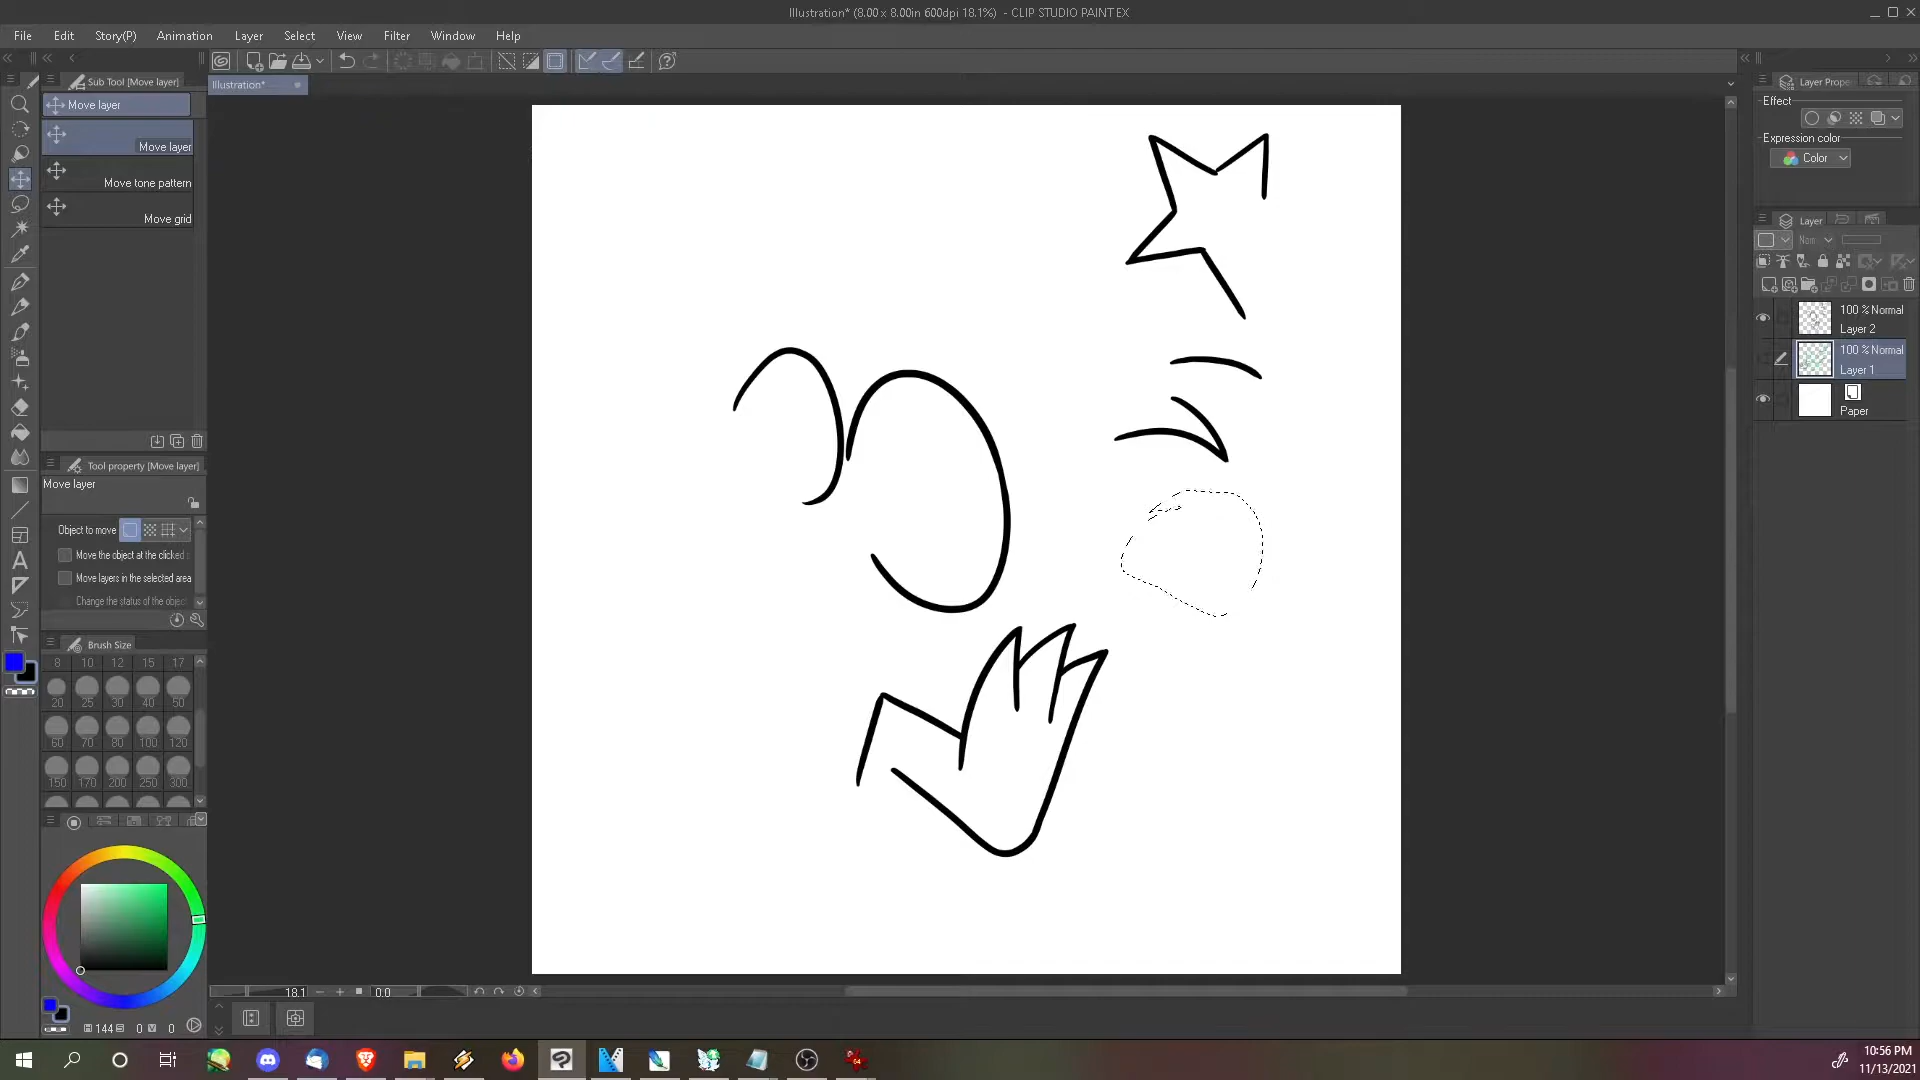 Illustration* (8.00 x 8.00in 600dpi 18.1%) - CLIP STUDIO PAINT EX
File Edit Story(P) Animation Layer Select View Filter Window Help
Sub Tool [Move layer]
Move layer
Move layer
Move tone pattern
Move grid
Illustration*
Tool property [Move layer]
Move layer
Object to move
Move the object at the clicked
Move layers in the selected area
Change the status of the object
Brush Size
8 10 12 15 17
20 25 30 40 50
60 70 80 100 120
150 170 200 250 300
144 0 V 0
18.1 0.0
Layer Prope
Effect
Expression color
Color
Layer
Norm
100 % Normal
Layer 2
100 % Normal
Layer 1
Paper
64
10:56 PM
11/13/2021